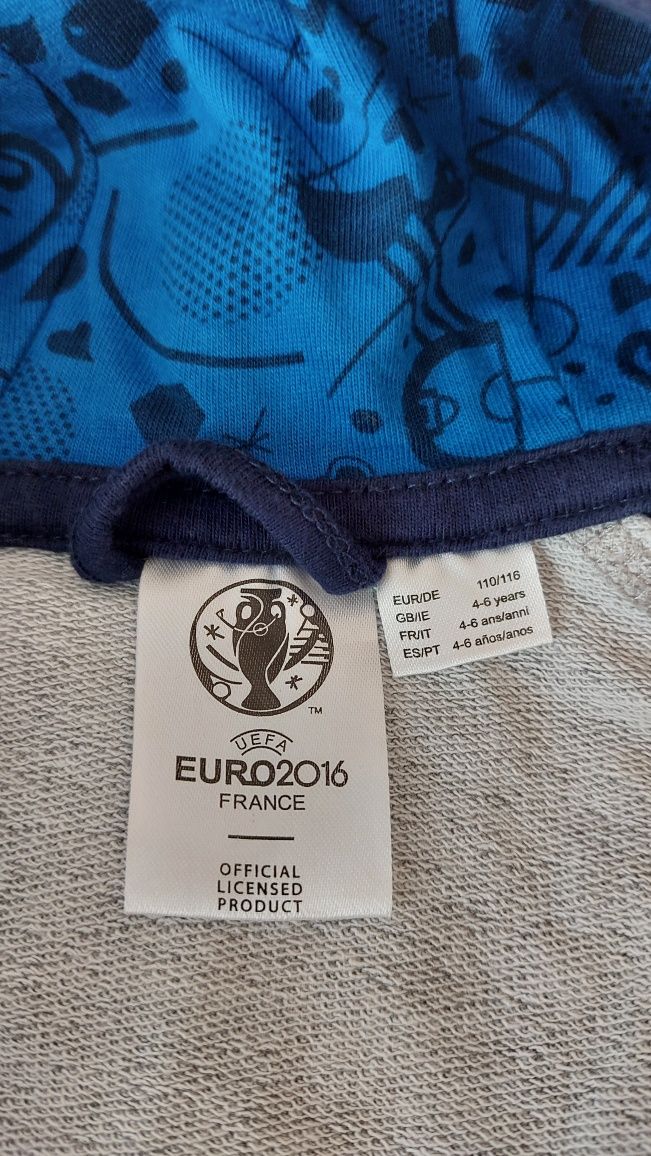 TM
UEFA
EURO2016
FRANCE
OFFICIAL
LICENSED
PRODUCT
EUR/DE 110/116
GB/IE 4-6 years
FR/IT 4-6 ans/anni
ES/PT 4-6 años/anos